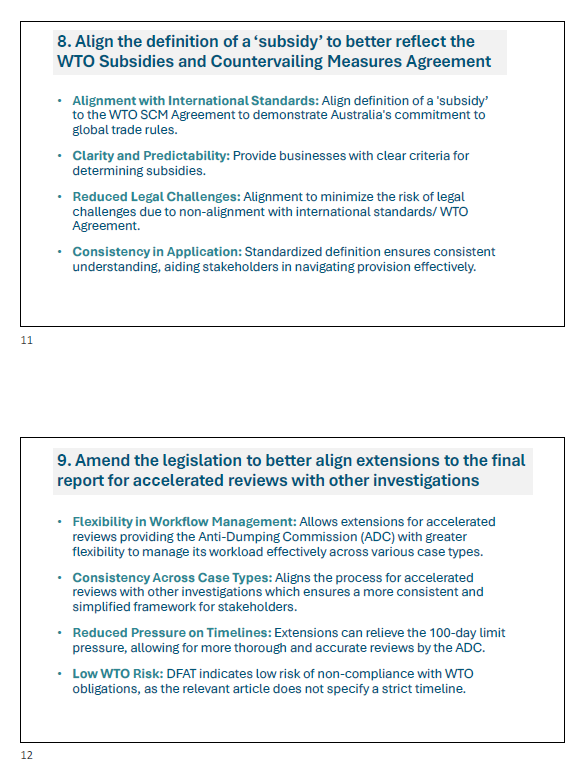 8. Align the definition of a ‘subsidy’ to better reflect the
WTO Subsidies and Countervailing Measures Agreement
• Alignment with International Standards: Align definition of a 'subsidy’
to the WTO SCM Agreement to demonstrate Australia's commitment to
global trade rules.
• Clarity and Predictability: Provide businesses with clear criteria for
determining subsidies.
• Reduced Legal Challenges: Alignment to minimize the risk of legal
challenges due to non-alignment with international standards/ WTO
Agreement.
• Consistency in Application: Standardized definition ensures consistent
understanding, aiding stakeholders in navigating provision effectively.
11
9. Amend the legislation to better align extensions to the final
report for accelerated reviews with other investigations
• Flexibility in Workflow Management: Allows extensions for accelerated
reviews providing the Anti-Dumping Commission (ADC) with greater
flexibility to manage its workload effectively across various case types.
• Consistency Across Case Types: Aligns the process for accelerated
reviews with other investigations which ensures a more consistent and
simplified framework for stakeholders.
• Reduced Pressure on Timelines: Extensions can relieve the 100-day limit
pressure, allowing for more thorough and accurate reviews by the ADC.
• Low WTO Risk: DFAT indicates low risk of non-compliance with WTO
obligations, as the relevant article does not specify a strict timeline.
12